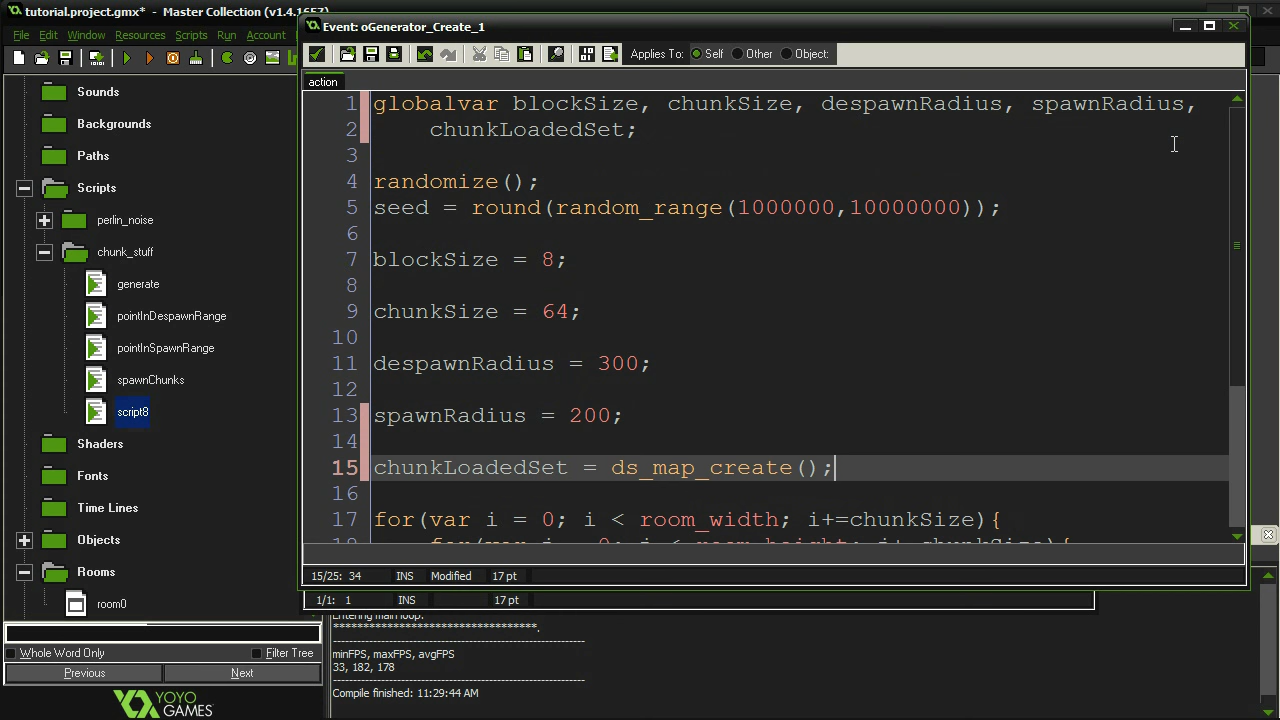 tutorial.project.gmx* - Master Collection (v1.4.1657)
File Edit Window Resources Scripts Run Account
Sounds
Backgrounds
Paths
Scripts
perlin_noise
chunk_stuff
generate
pointInDespawnRange
pointInSpawnRange
spawnChunks
script8
Shaders
Fonts
Time Lines
Objects
Rooms
room0
Whole Word Only Filter Tree
Previous Next
YOYO
GAMES
Event: oGenerator_Create_1
Applies To: Self Other Object:
action
1 globalvar blockSize, chunkSize, despawnRadius, spawnRadius,
2 chunkLoadedSet;
3
4 randomize();
5 seed = round(random_range(1000000,10000000));
6
7 blockSize = 8;
8
9 chunkSize = 64;
10
11 despawnRadius = 300;
12
13 spawnRadius = 200;
14
15 chunkLoadedSet = ds_map_create();
16
17 for(var i = 0; i < room_width; i+=chunkSize){
15/25: 34 INS Modified 17 pt
1/1: 1 INS 17 pt
Entering main loop.
**********************************.
minFPS, maxFPS, avgFPS
33, 182, 178
Compile finished: 11:29:44 AM